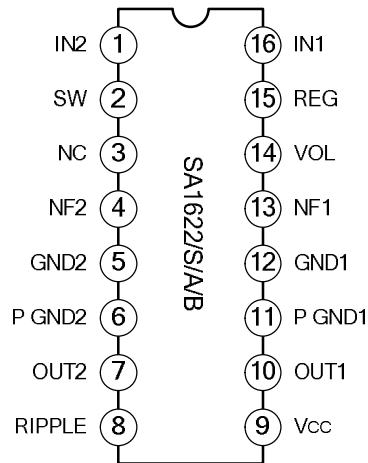 IN2 1 16 IN1
SW 2 15 REG
NC 3 14 VOL
NF2 4 13 NF1
GND2 5 12 GND1
P GND2 6 11 P GND1
OUT2 7 10 OUT1
RIPPLE 8 9 Vcc
SA1622/S/A/B